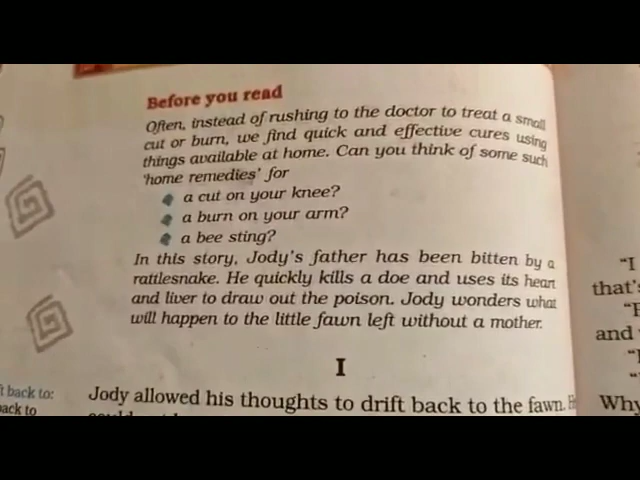 Before you read
Often, instead of rushing to the doctor to treat a small
cut or burn, we find quick and effective cures using
things available at home. Can you think of some such
'home remedies' for
a cut on your knee?
a burn on your arm?
a bee sting?
In this story, Jody's father has been bitten by a
rattlesnake. He quickly kills a doe and uses its heart
and liver to draw out the poison. Jody wonders what
will happen to the little fawn left without a mother.
I
Jody allowed his thoughts to drift back to the fawn.
t back to:
back to
"I
that's
and
Why